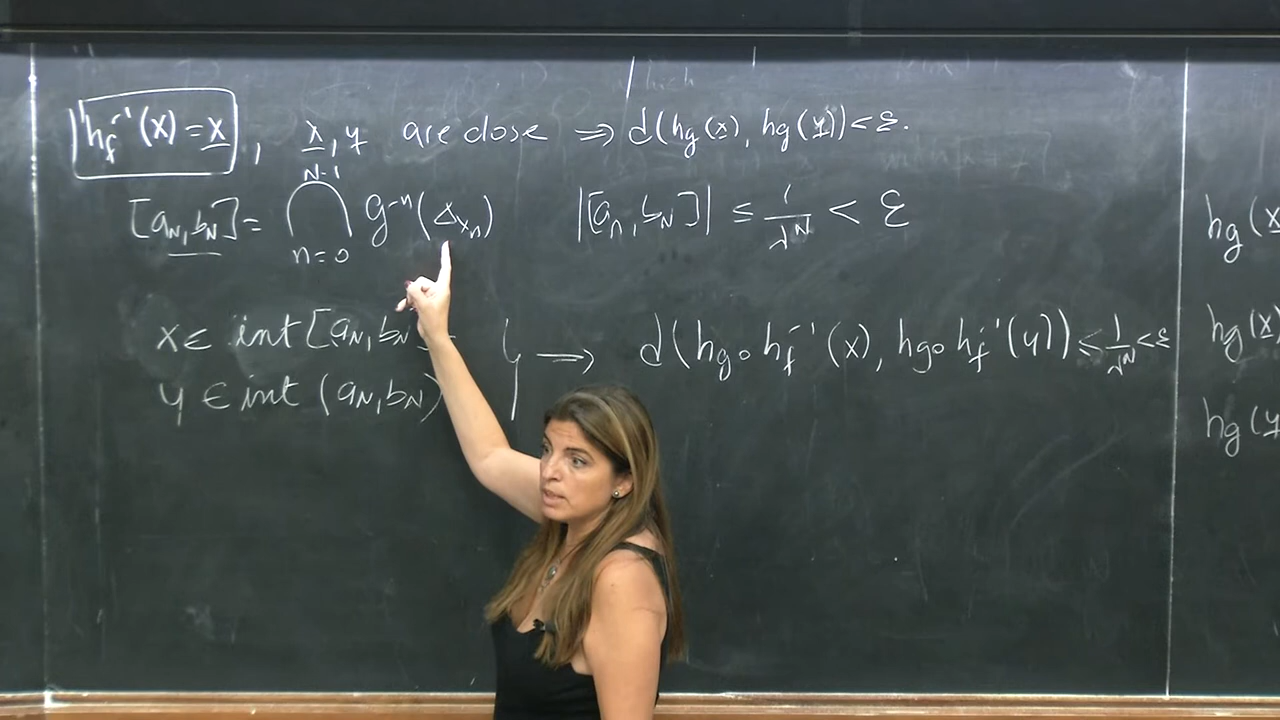 h_f^{-1}(x) = x̲, x̲, y̲ are close ⇒ d(h_g(x̲), h_g(y̲)) < ε.
[a_N, b_N] = ⋂_{n=0}^{N-1} g^{-n}(Δ_{x_n}) |[a_N, b_N]| ≤ 1/λ^N < ε
x ∈ int [a_N, b_N
y ∈ int (a_N, b_N)
} → d(h_g∘h_f^{-1}(x), h_g∘h_f^{-1}(y)) ≤ 1/λ^N < ε
h_g(x̲
h_g(x̲)
h_g(y̲